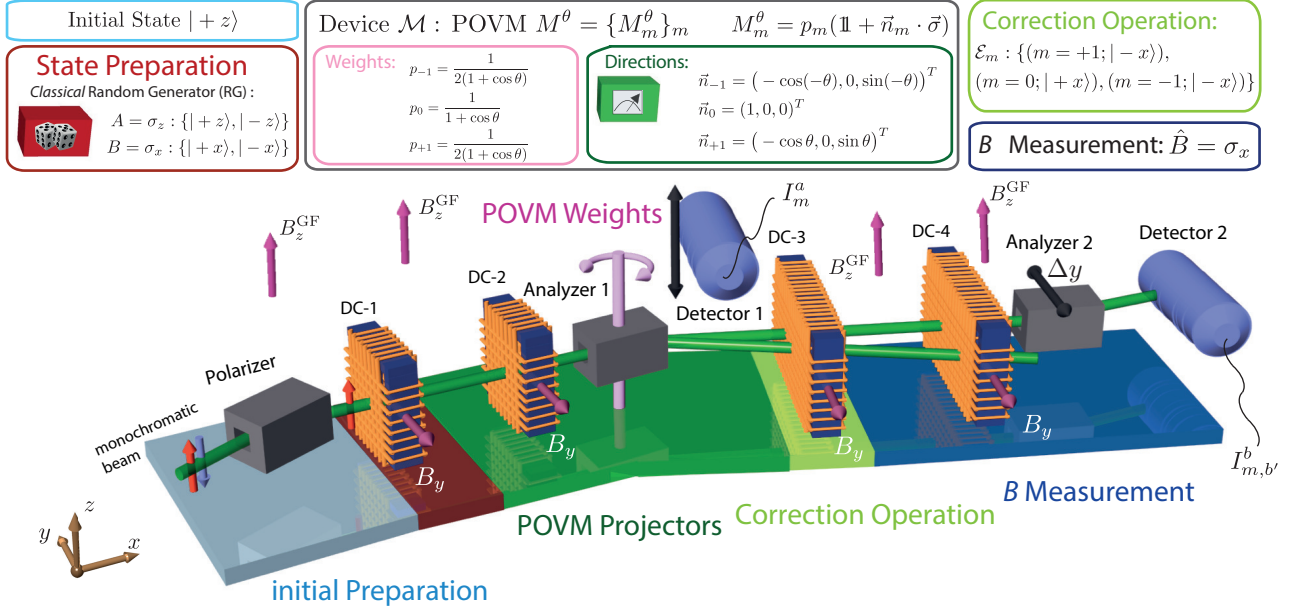 Initial State |+z⟩
State Preparation
Classical Random Generator (RG) :
A = σ_z : {|+z⟩, |−z⟩}
B = σ_x : {|+x⟩, |−x⟩}
Device ℳ : POVM M^θ = {M_m^θ}_m    M_m^θ = p_m(𝟙 + n⃗_m · σ⃗)
Weights:
p_{−1} = 1/(2(1 + cos θ))
p_0 = 1/(1 + cos θ)
p_{+1} = 1/(2(1 + cos θ))
Directions:
n⃗_{−1} = (− cos(−θ), 0, sin(−θ))^T
n⃗_0 = (1, 0, 0)^T
n⃗_{+1} = (− cos θ, 0, sin θ)^T
Correction Operation:
ℰ_m : {(m = +1; |−x⟩),
(m = 0; |+x⟩), (m = −1; |−x⟩)}
B Measurement: B̂ = σ_x
B_z^GF
B_z^GF
POVM Weights
I_m^a
DC-3
B_z^GF
DC-4
B_z^GF
Analyzer 2
Δy
Detector 2
DC-1
DC-2
Analyzer 1
Detector 1
Polarizer
monochromatic
beam
B_y
B_y
B_y
B_y
I_{m,b′}^b
z
y
x
initial Preparation
POVM Projectors
Correction Operation
B Measurement